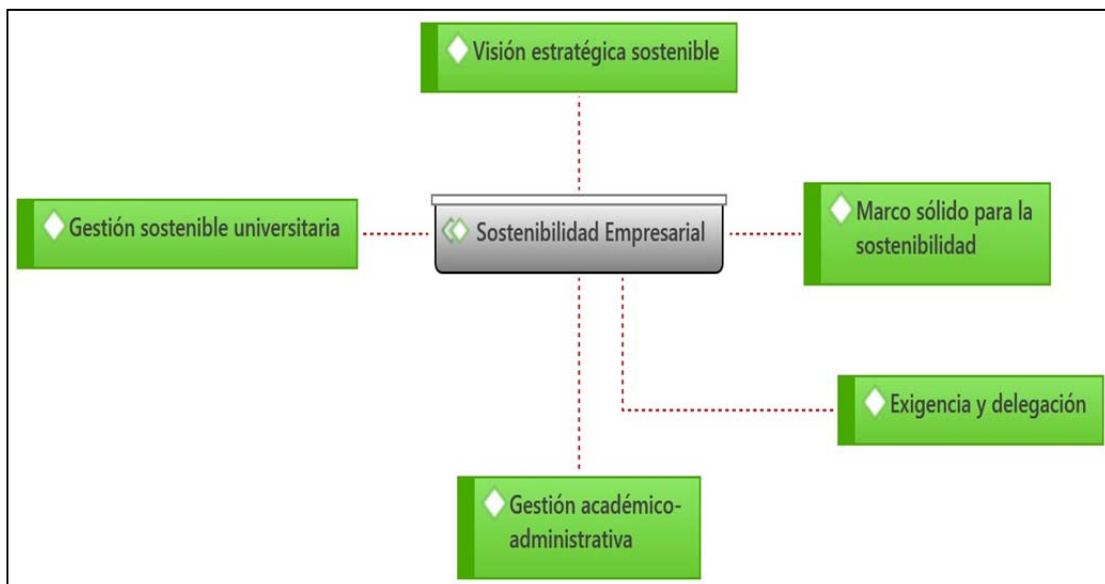 Visión estratégica sostenible
Gestión sostenible universitaria
Sostenibilidad Empresarial
Marco sólido para la
sostenibilidad
Exigencia y delegación
Gestión académico-
administrativa